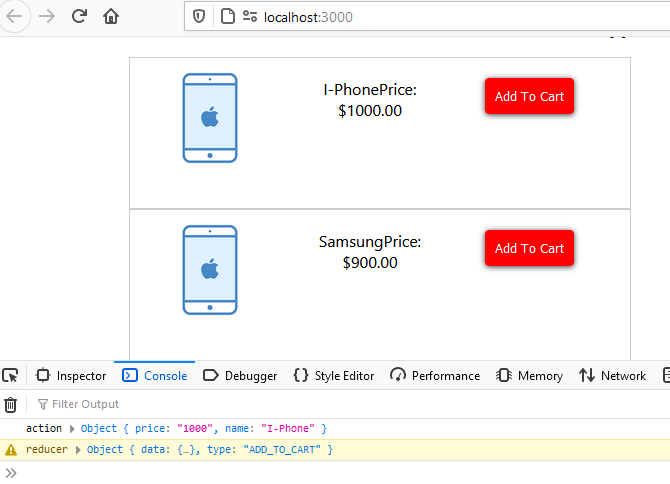 localhost:3000
I-PhonePrice:
$1000.00
Add To Cart
SamsungPrice:
$900.00
Add To Cart
Inspector Console Debugger Style Editor Performance Memory Network
Filter Output
action Object { price: "1000", name: "I-Phone" }
reducer Object { data: {…}, type: "ADD_TO_CART" }